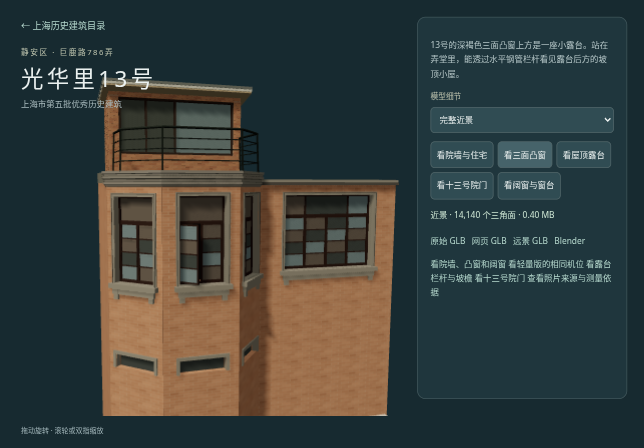 ← 上海历史建筑目录
静安区 · 巨鹿路786弄
光华里13号
上海市第五批优秀历史建筑
13号的深褐色三面凸窗上方是一座小露台。站在
弄堂里，能透过水平钢管栏杆看见露台后方的坡
顶小屋。
模型细节
完整近景
看院墙与住宅 看三面凸窗 看屋顶露台
看十三号院门 看阔窗与窗台
近景 · 14,140 个三角面 · 0.40 MB
原始 GLB 网页 GLB 远景 GLB Blender
看院墙、凸窗和阔窗 看轻量版的相同机位 看露台
栏杆与坡檐 看十三号院门 查看照片来源与测量依
据
拖动旋转 · 滚轮或双指缩放